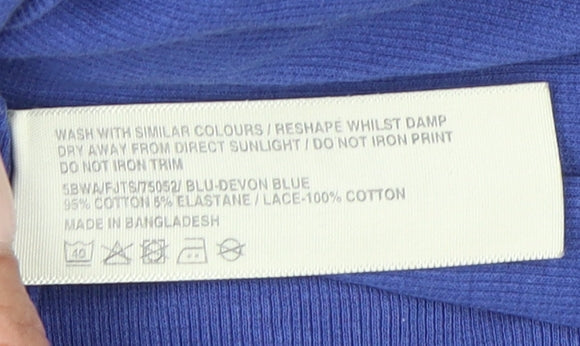 WASH WITH SIMILAR COLOURS / RESHAPE WHILST DAMP
DRY AWAY FROM DIRECT SUNLIGHT / DO NOT IRON PRINT
DO NOT IRON TRIM
5BWA/FJTS/75052/ BLU-DEVON BLUE
95% COTTON 5% ELASTANE / LACE-100% COTTON
MADE IN BANGLADESH
40